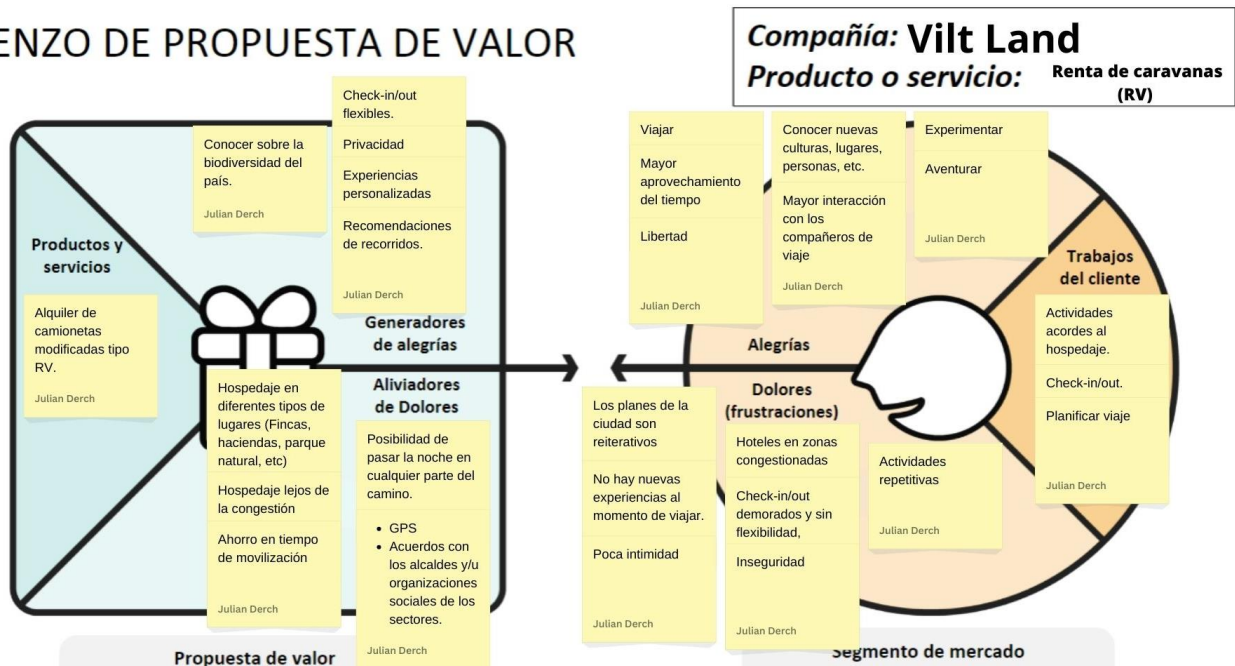 ENZO DE PROPUESTA DE VALOR
Compañía: Vilt Land
Producto o servicio: Renta de caravanas
(RV)
Productos y
servicios
Alquiler de
camionetas
modificadas tipo
RV.
Julian Derch
Conocer sobre la
biodiversidad del
país.
Julian Derch
Check-in/out
flexibles.
Privacidad
Experiencias
personalizadas
Recomendaciones
de recorridos.
Julian Derch
Generadores
de alegrías
Aliviadores
de Dolores
Hospedaje en
diferentes tipos de
lugares (Fincas,
haciendas, parque
natural, etc)
Hospedaje lejos de
la congestión
Ahorro en tiempo
de movilización
Julian Derch
Posibilidad de
pasar la noche en
cualquier parte del
camino.
• GPS
• Acuerdos con
los alcaldes y/u
organizaciones
sociales de los
sectores.
Julian Derch
Propuesta de valor
Viajar
Mayor
aprovechamiento
del tiempo
Libertad
Julian Derch
Conocer nuevas
culturas, lugares,
personas, etc.
Mayor interacción
con los
compañeros de
viaje
Julian Derch
Experimentar
Aventurar
Julian Derch
Alegrías
Dolores
(frustraciones)
Los planes de la
ciudad son
reiterativos
No hay nuevas
experiencias al
momento de viajar.
Poca intimidad
Julian Derch
Hoteles en zonas
congestionadas
Check-in/out
demorados y sin
flexibilidad,
Inseguridad
Julian Derch
Actividades
repetitivas
Julian Derch
Trabajos
del cliente
Actividades
acordes al
hospedaje.
Check-in/out.
Planificar viaje
Julian Derch
Segmento de mercado